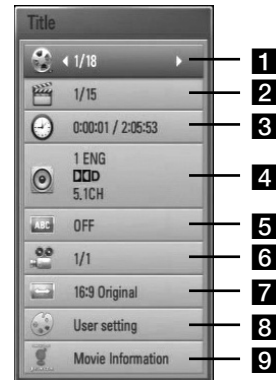 Title
1/18
1
1/15
2
0:00:01 / 2:05:53
3
1 ENG
DD D
5.1CH
4
ABC
OFF
5
1/1
6
16:9 Original
7
User setting
8
Movie Information
9